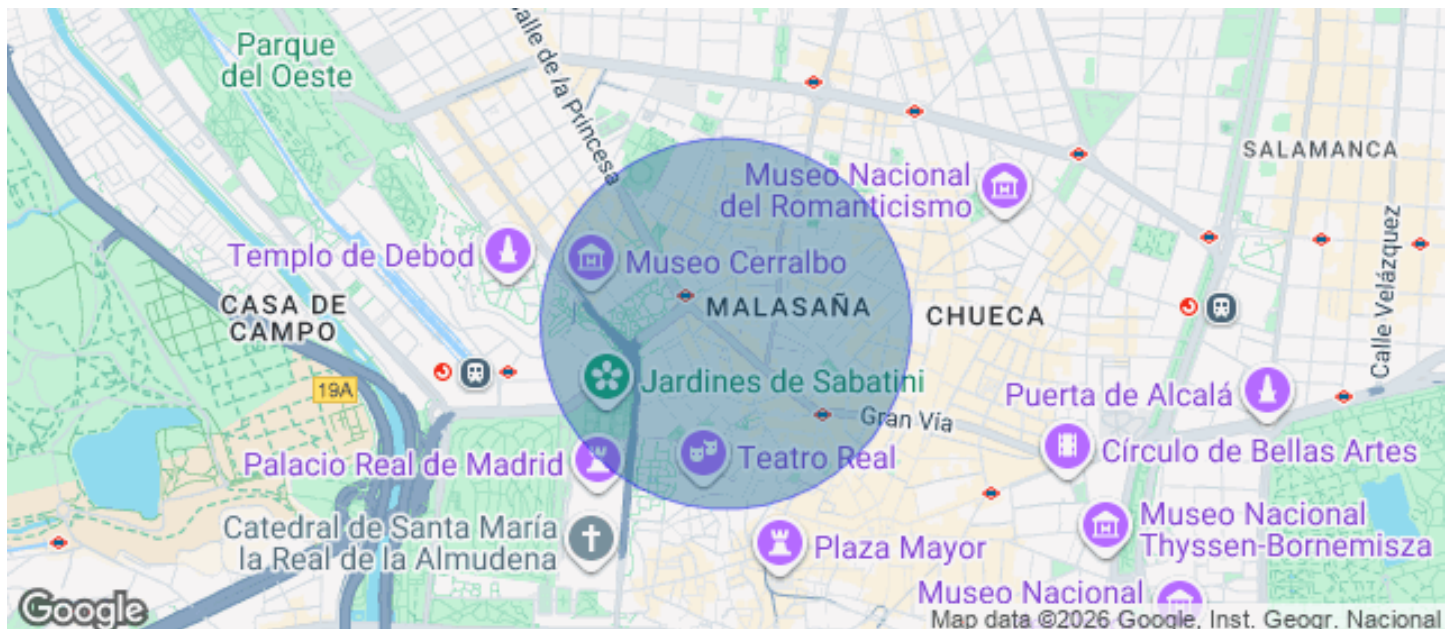 Parque
del Oeste
Calle de la Princesa
SALAMANCA
Museo Nacional
del Romanticismo
Templo de Debod
Museo Cerralbo
Calle Velázquez
CASA DE
CAMPO
MALASAÑA
CHUECA
19A
Jardines de Sabatini
Puerta de Alcalá
Gran Vía
Palacio Real de Madrid
Teatro Real
Círculo de Bellas Artes
Catedral de Santa María
la Real de la Almudena
Plaza Mayor
Museo Nacional
Thyssen-Bornemisza
Museo Nacional
Google
Map data ©2026 Google, Inst. Geogr. Nacional